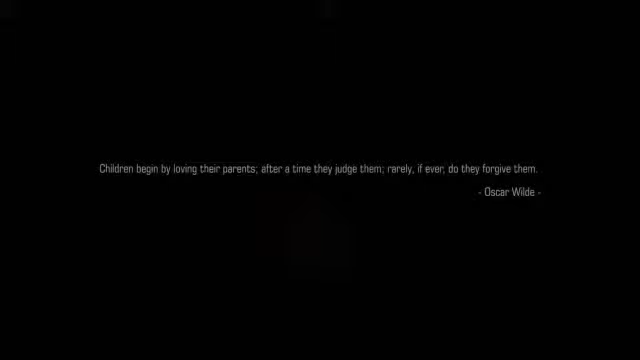 Children begin by loving their parents; after a time they judge them; rarely, if ever, do they forgive them.
- Oscar Wilde -